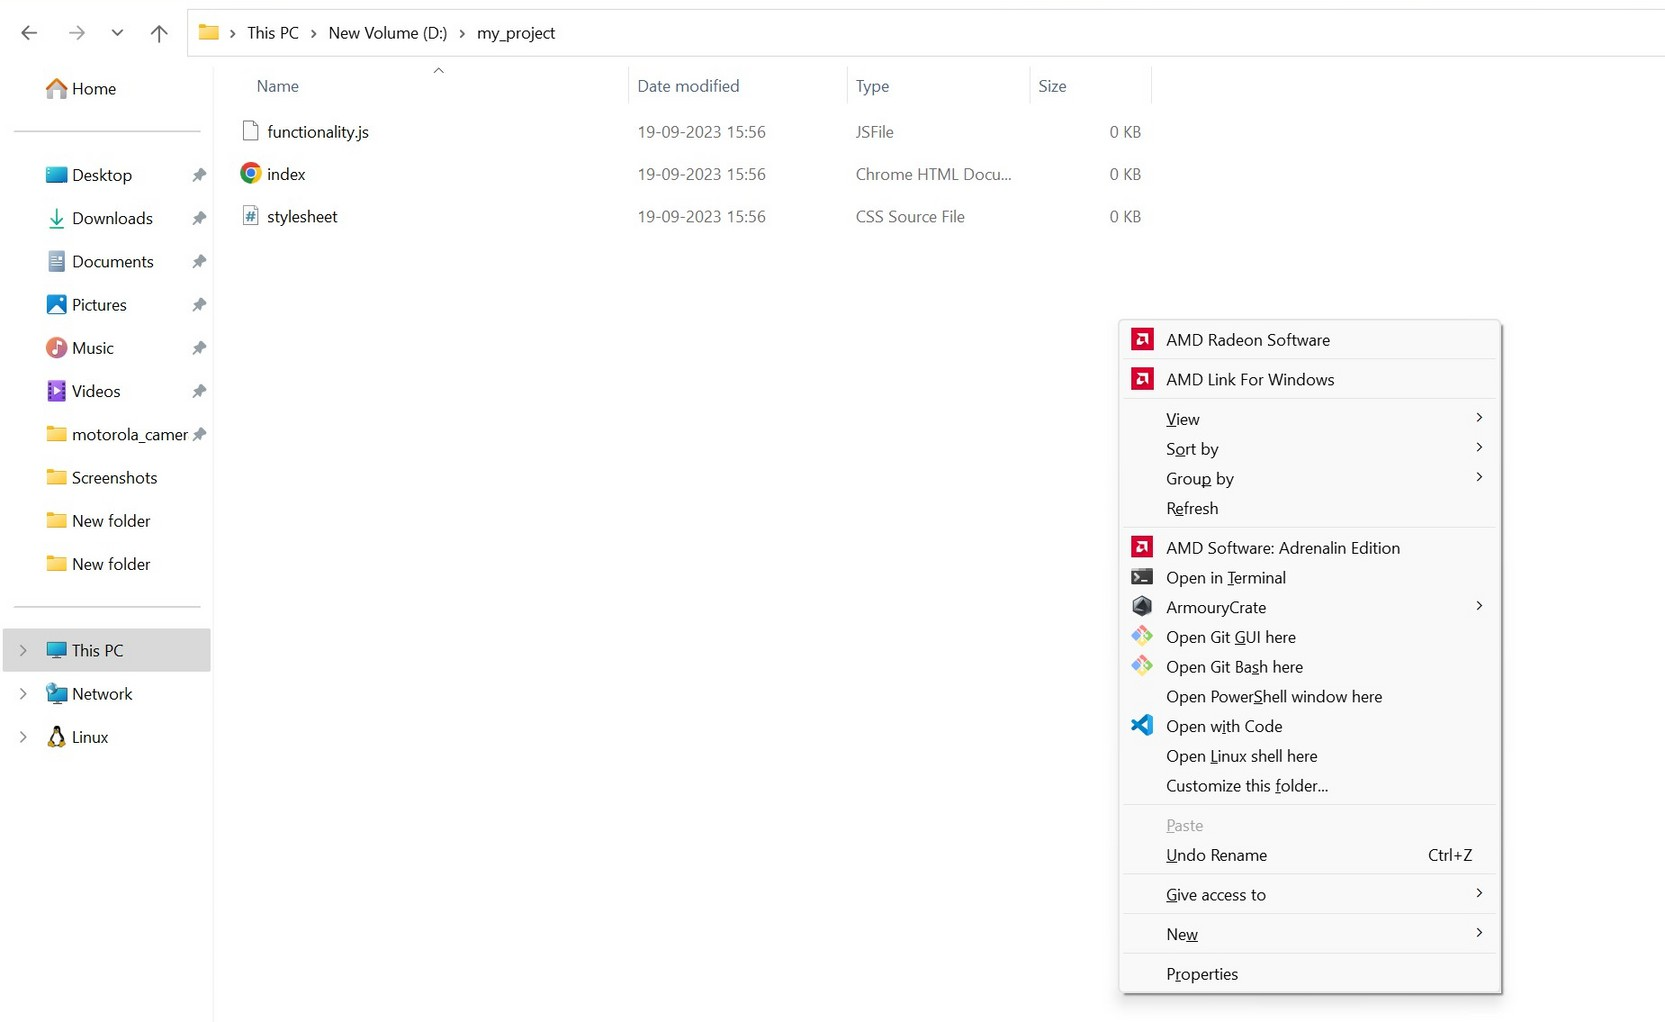 This PC > New Volume (D:) > my_project
Home
Desktop
Downloads
Documents
Pictures
Music
Videos
motorola_camer
Screenshots
New folder
New folder
This PC
Network
Linux
Name Date modified Type Size
functionality.js 19-09-2023 15:56 JSFile 0 KB
index 19-09-2023 15:56 Chrome HTML Docu... 0 KB
stylesheet 19-09-2023 15:56 CSS Source File 0 KB
AMD Radeon Software
AMD Link For Windows
View
Sort by
Group by
Refresh
AMD Software: Adrenalin Edition
Open in Terminal
ArmouryCrate
Open Git GUI here
Open Git Bash here
Open PowerShell window here
Open with Code
Open Linux shell here
Customize this folder...
Paste
Undo Rename Ctrl+Z
Give access to
New
Properties